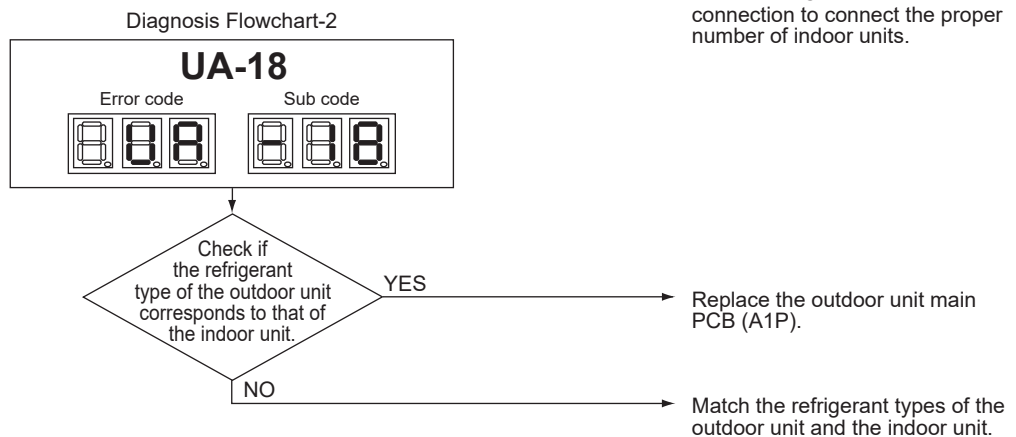 connection to connect the proper
number of indoor units.
Diagnosis Flowchart-2
UA-18
Error code
Sub code
UA
-18
Check if
the refrigerant
type of the outdoor unit
corresponds to that of
the indoor unit.
YES
Replace the outdoor unit main
PCB (A1P).
NO
Match the refrigerant types of the
outdoor unit and the indoor unit.